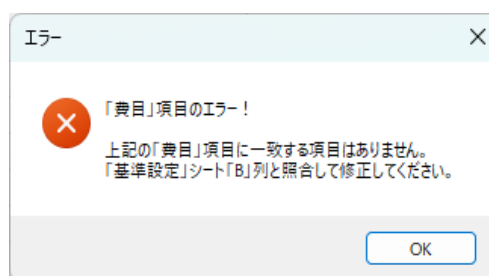 エラー
「費目」項目のエラー！
上記の「費目」項目に一致する項目はありません。
「基準設定」シート「B」列と照合して修正してください。
OK